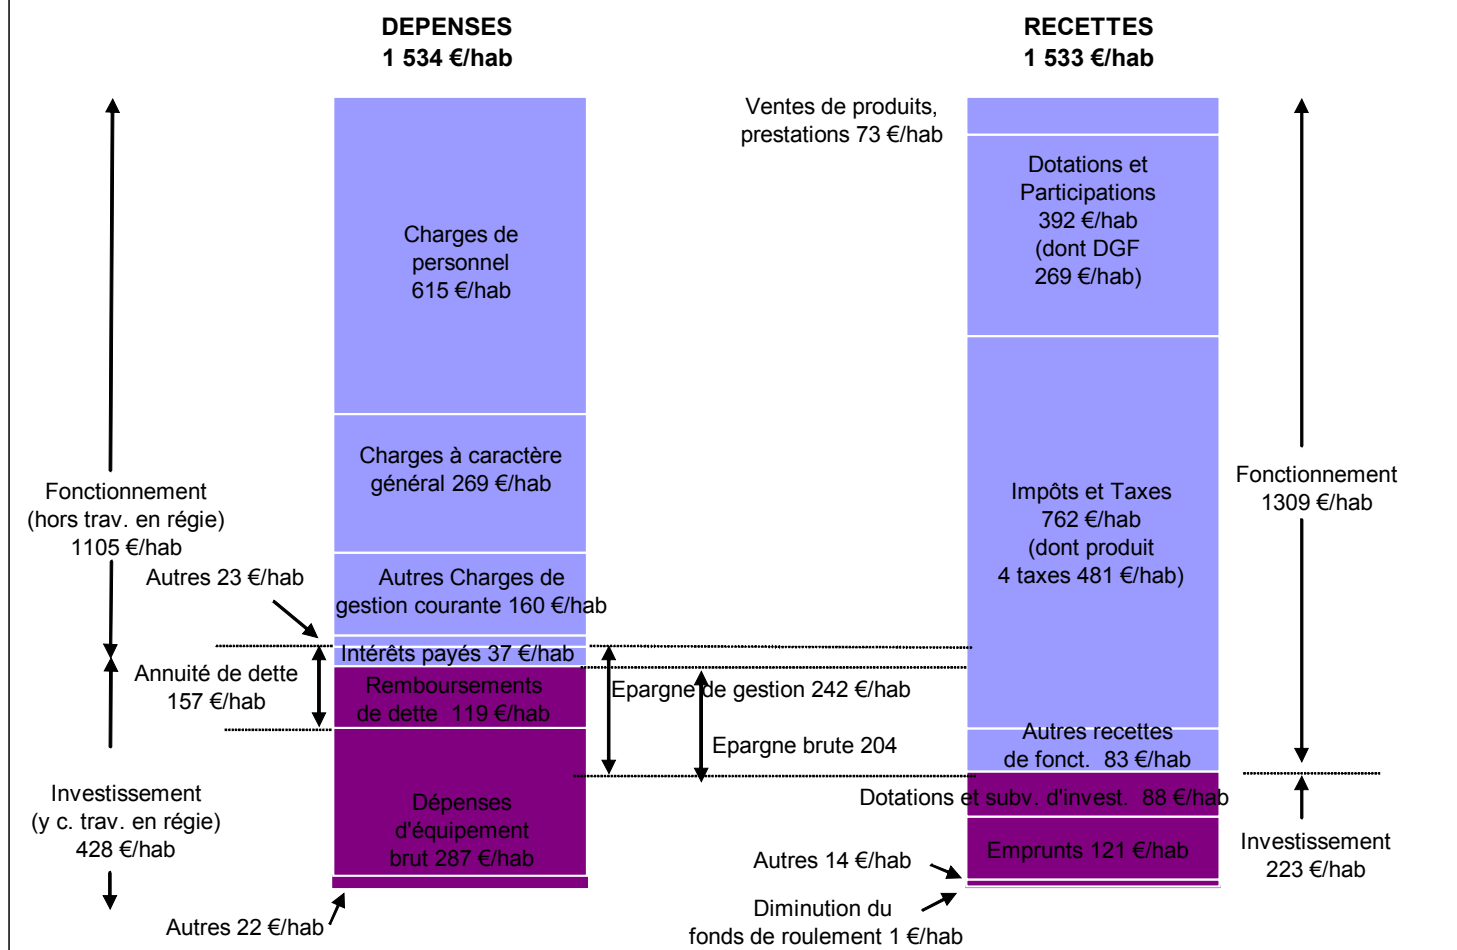 DEPENSES
1 534 €/hab
RECETTES
1 533 €/hab
Ventes de produits,
prestations 73 €/hab
Dotations et
Participations
392 €/hab
(dont DGF
269 €/hab)
Charges de
personnel
615 €/hab
Charges à caractère
général 269 €/hab
Fonctionnement
(hors trav. en régie)
1105 €/hab
Impôts et Taxes
762 €/hab
(dont produit
4 taxes 481 €/hab)
Fonctionnement
1309 €/hab
Autres 23 €/hab
Autres Charges de
gestion courante 160 €/hab
Intérêts payés 37 €/hab
Annuité de dette
157 €/hab
Remboursements
de dette 119 €/hab
Epargne de gestion 242 €/hab
Epargne brute 204
Autres recettes
de fonct. 83 €/hab
Investissement
(y c. trav. en régie)
428 €/hab
Dépenses
d'équipement
brut 287 €/hab
Dotations et subv. d'invest. 88 €/hab
Emprunts 121 €/hab
Investissement
223 €/hab
Autres 14 €/hab
Autres 22 €/hab
Diminution du
fonds de roulement 1 €/hab